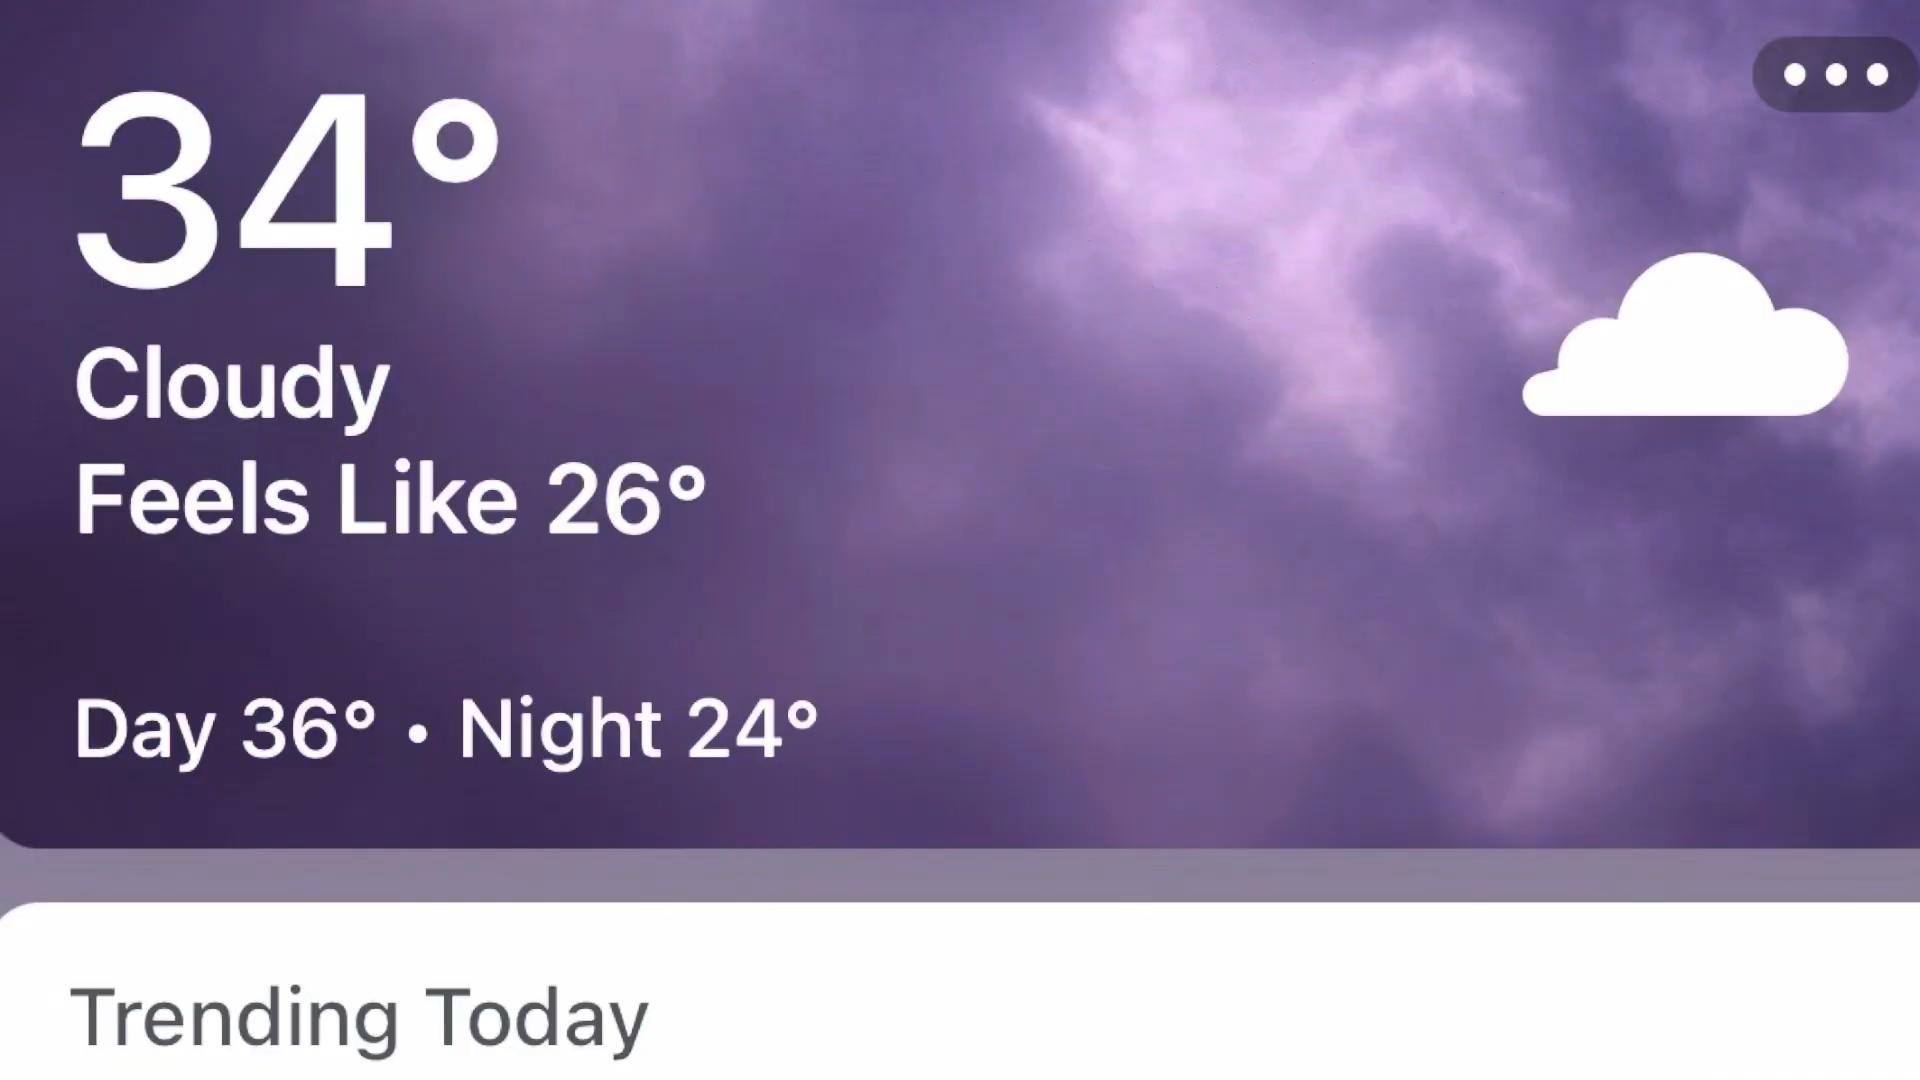 34°
Cloudy
Feels Like 26°
Day 36° • Night 24°
Trending Today